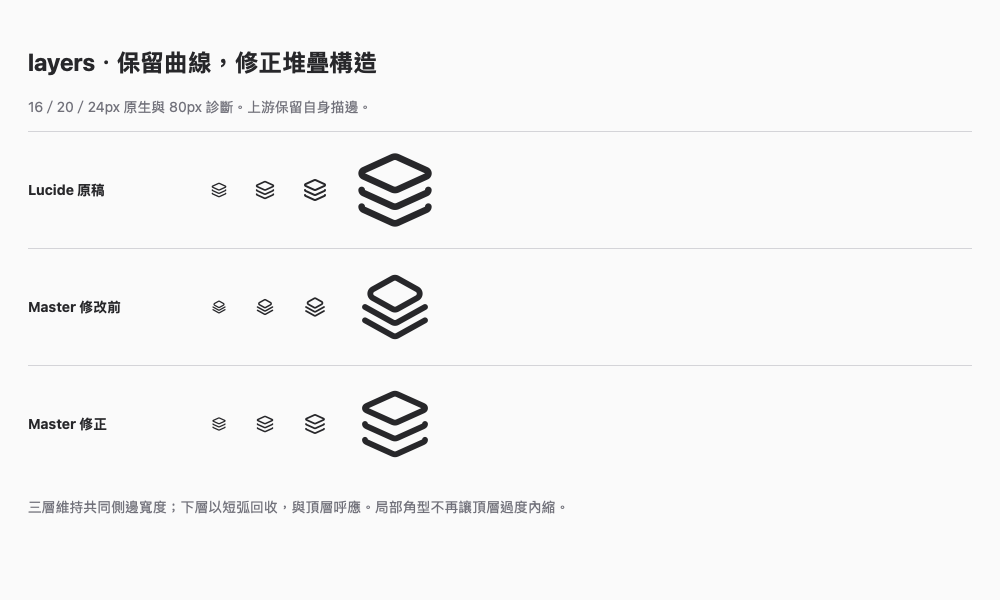 layers · 保留曲線，修正堆疊構造
16 / 20 / 24px 原生與 80px 診斷。上游保留自身描邊。
Lucide 原稿
Master 修改前
Master 修正
三層維持共同側邊寬度；下層以短弧回收，與頂層呼應。局部角型不再讓頂層過度內縮。